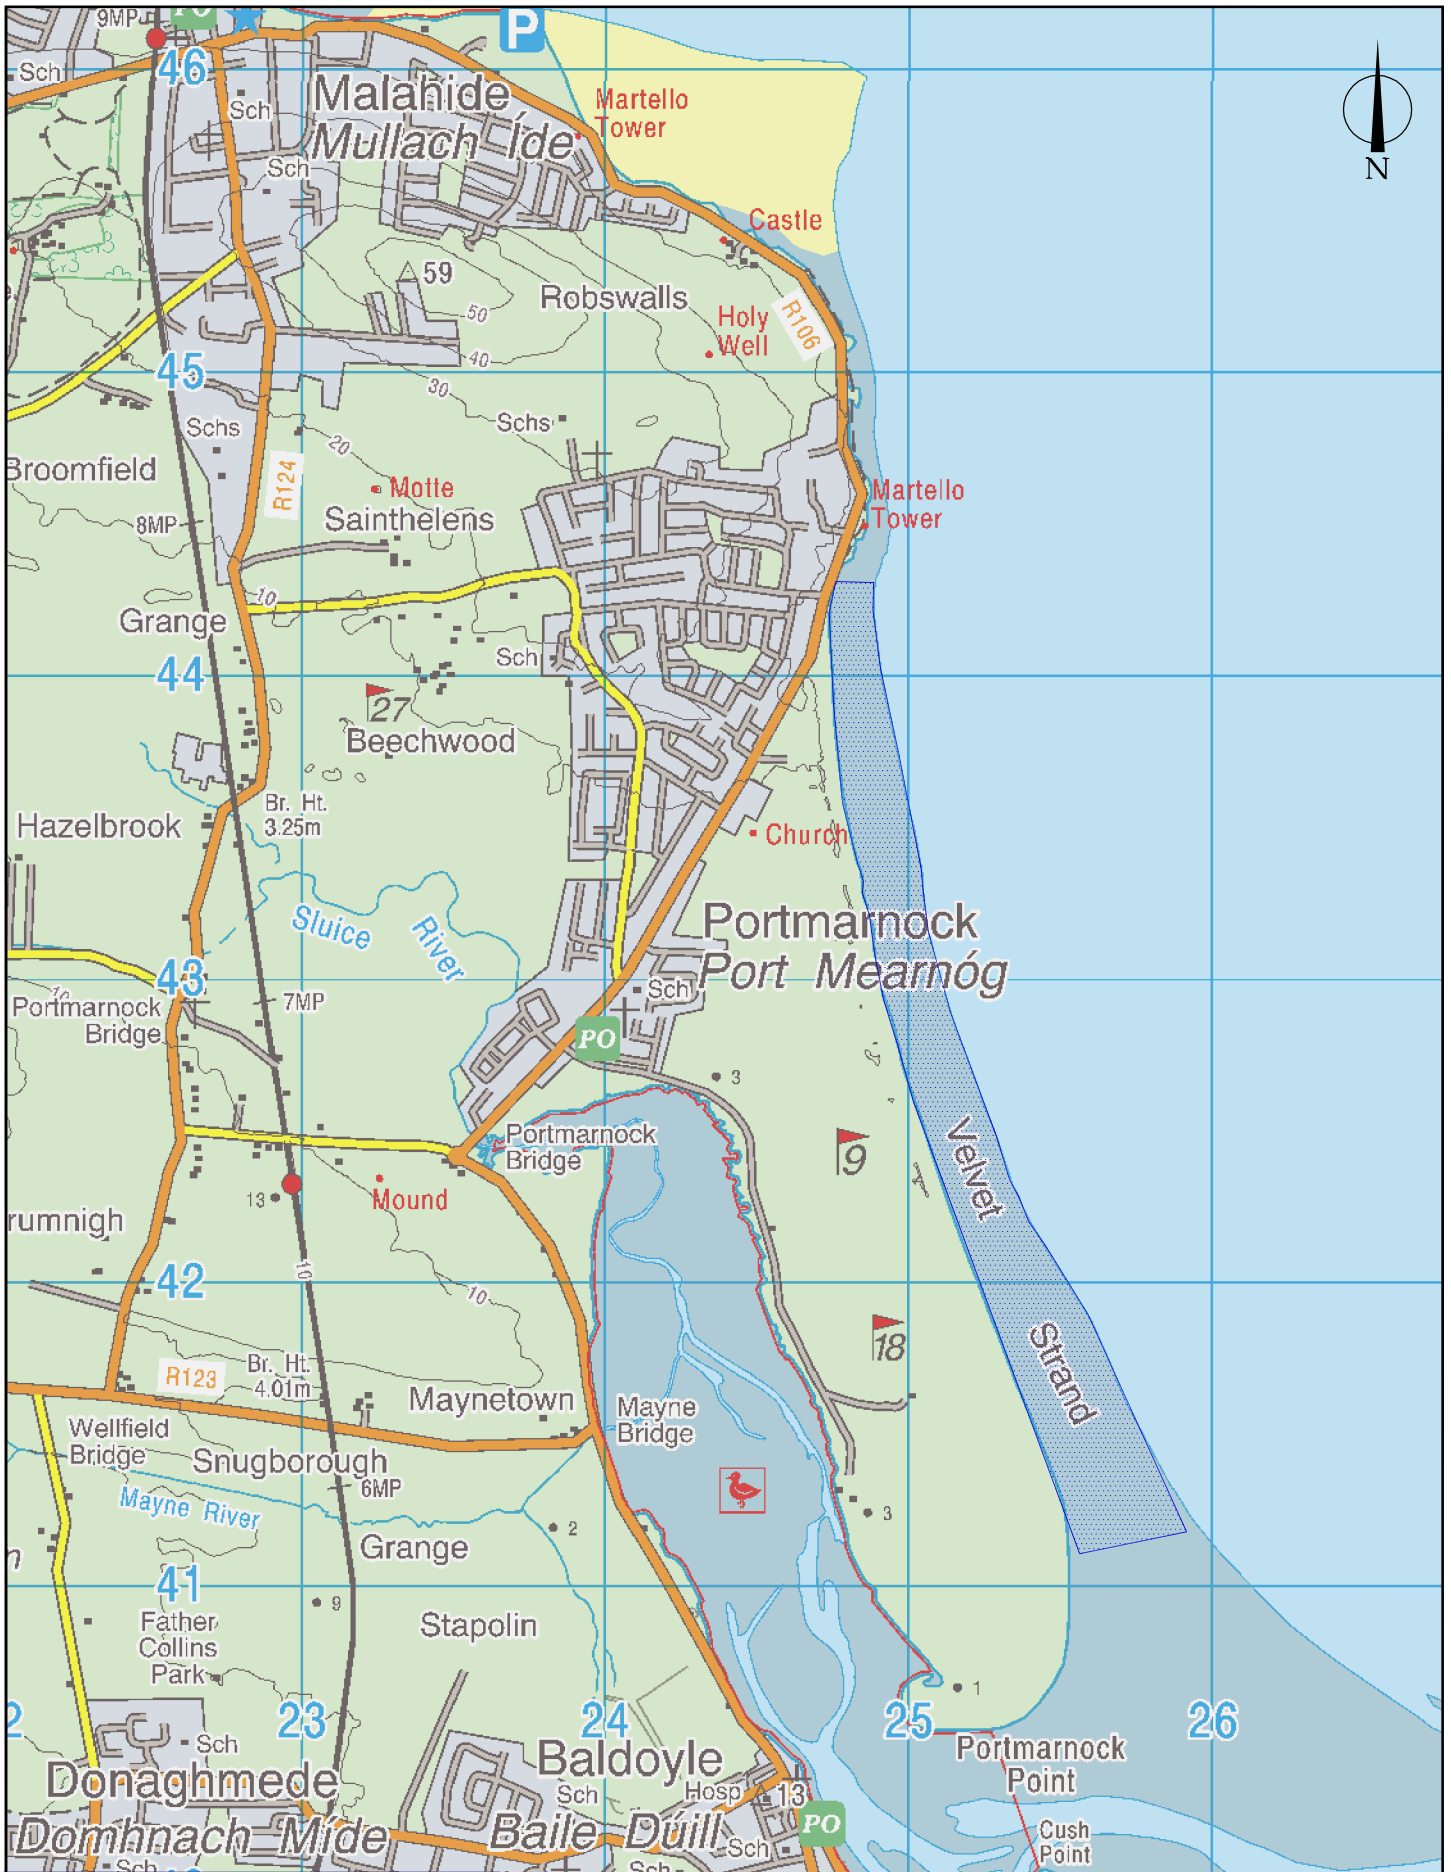 9MP
PO
P
46
Sch
Malahide
Mullach Íde
Martello
Tower
Sch
Sch
Castle
N
59
50
Robswalls
R106
Holy
Well
45
40
30
Schs
Schs
20
Broomfield
R124
Motte
Sainthelens
Martello
Tower
8MP
10
Grange
Sch
44
27
Beechwood
Br. Ht.
3.25m
Hazelbrook
Church
Sluice River
Portmarnock
Port Mearnóg
43
10
Sch
7MP
Portmarnock
Bridge
PO
3
Velvet
Strand
Portmarnock
Bridge
9
13
Mound
rumnigh
10
42
10
18
R123
Br. Ht.
4.01m
Maynetown
Mayne
Bridge
Wellfield
Bridge
Snugborough
6MP
Mayne River
3
2
Grange
n
41
9
Father
Collins
Park
Stapolin
1
2
23
24
25
26
Sch
Portmarnock
Point
Baldoyle
Donaghmede
Sch
Hosp
13
PO
Domhnach Míde
Baile Dúill
Sch
Cush
Point
Sch
Sch